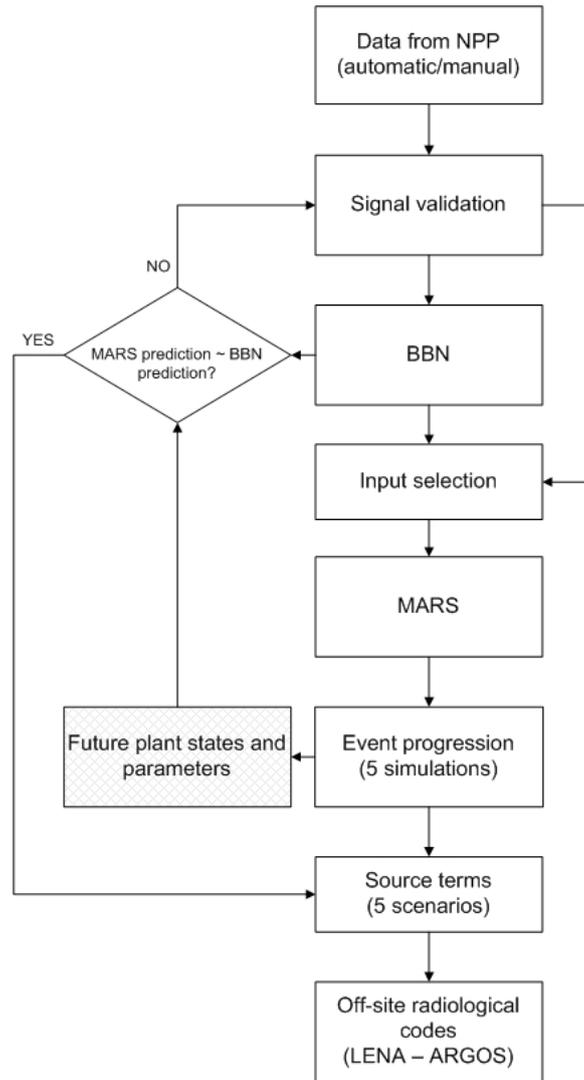 Data from NPP
(automatic/manual)
Signal validation
NO
YES
MARS prediction ~ BBN
prediction?
BBN
Input selection
MARS
Future plant states and
parameters
Event progression
(5 simulations)
Source terms
(5 scenarios)
Off-site radiological
codes
(LENA – ARGOS)